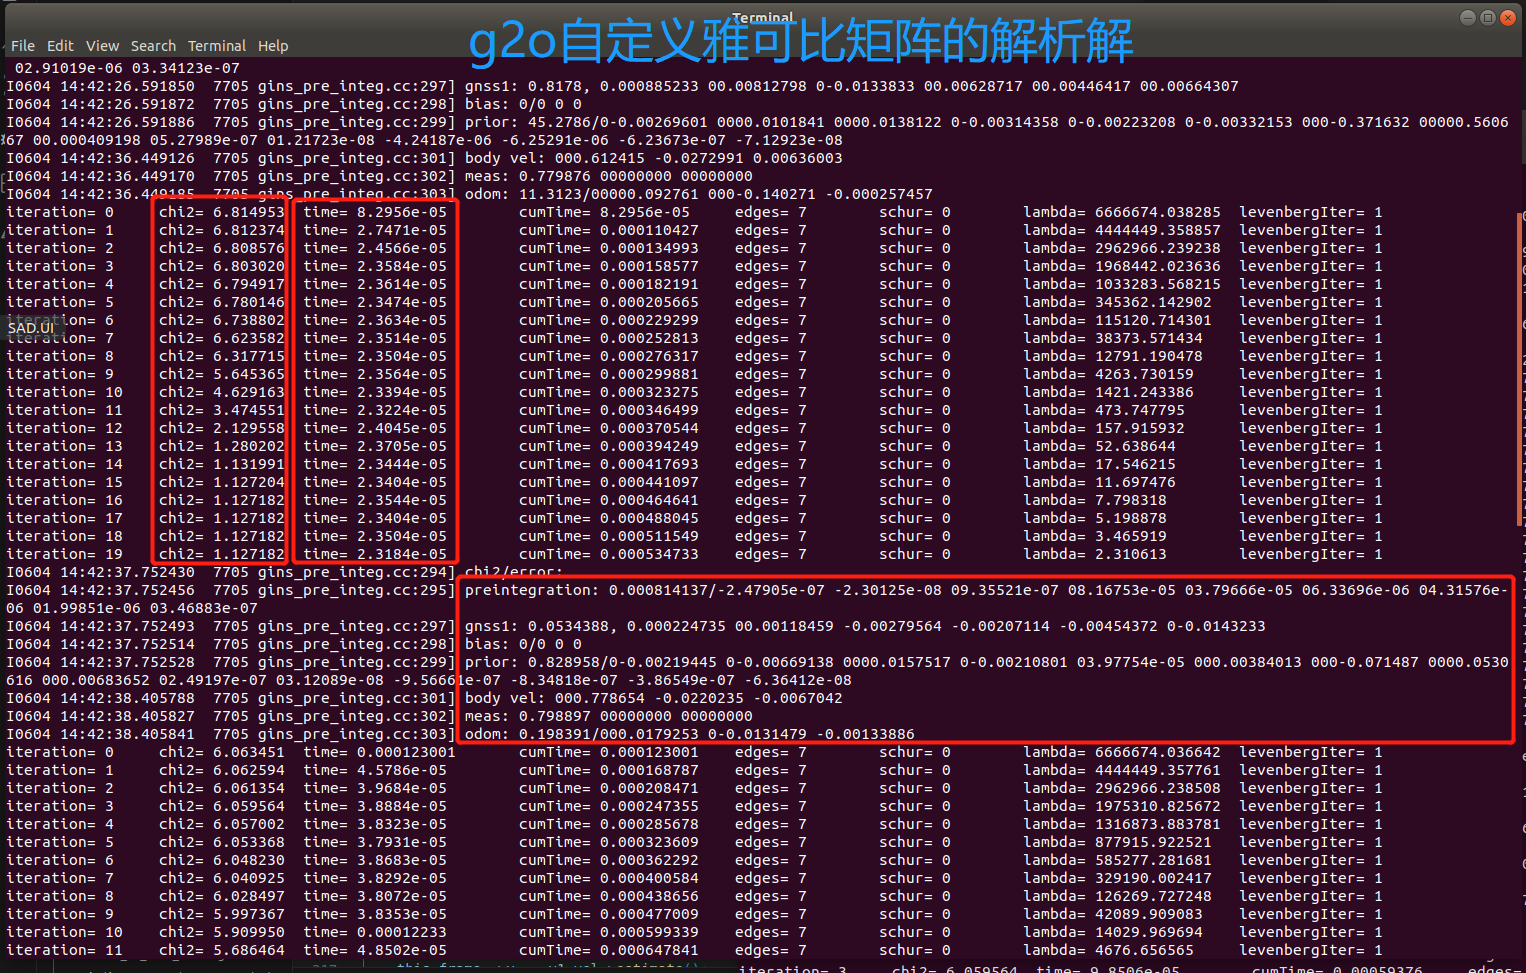 Terminal
g2o自定义雅可比矩阵的解析解
File Edit View Search Terminal Help
02.91019e-06 03.34123e-07
I0604 14:42:26.591850  7705 gins_pre_integ.cc:297] gnss1: 0.8178, 0.000885233 00.00812798 0-0.0133833 00.00628717 00.00446417 00.00664307
I0604 14:42:26.591872  7705 gins_pre_integ.cc:298] bias: 0/0 0 0
I0604 14:42:26.591886  7705 gins_pre_integ.cc:299] prior: 45.2786/0-0.00269601 0000.0101841 0000.0138122 0-0.00314358 0-0.00223208 0-0.00332153 000-0.371632 00000.5606
67 00.000409198 05.27989e-07 01.21723e-08 -4.24187e-06 -6.25291e-06 -6.23673e-07 -7.12923e-08
I0604 14:42:36.449126  7705 gins_pre_integ.cc:301] body vel: 000.612415 -0.0272991 0.00636003
I0604 14:42:36.449170  7705 gins_pre_integ.cc:302] meas: 0.779876 00000000 00000000
I0604 14:42:36.449185  7705 gins_pre_integ.cc:303] odom: 11.3123/00000.092761 000-0.140271 -0.000257457
iteration= 0 chi2= 6.814953 time= 8.2956e-05 cumTime= 8.2956e-05 edges= 7 schur= 0 lambda= 6666674.038285 levenbergIter= 1
iteration= 1 chi2= 6.812374 time= 2.7471e-05 cumTime= 0.000110427 edges= 7 schur= 0 lambda= 4444449.358857 levenbergIter= 1
iteration= 2 chi2= 6.808576 time= 2.4566e-05 cumTime= 0.000134993 edges= 7 schur= 0 lambda= 2962966.239238 levenbergIter= 1
iteration= 3 chi2= 6.803020 time= 2.3584e-05 cumTime= 0.000158577 edges= 7 schur= 0 lambda= 1968442.023636 levenbergIter= 1
iteration= 4 chi2= 6.794917 time= 2.3614e-05 cumTime= 0.000182191 edges= 7 schur= 0 lambda= 1033283.568215 levenbergIter= 1
iteration= 5 chi2= 6.780146 time= 2.3474e-05 cumTime= 0.000205665 edges= 7 schur= 0 lambda= 345362.142902 levenbergIter= 1
iteration= 6 chi2= 6.738802 time= 2.3634e-05 cumTime= 0.000229299 edges= 7 schur= 0 lambda= 115120.714301 levenbergIter= 1
SAD.UI
iteration= 7 chi2= 6.623582 time= 2.3514e-05 cumTime= 0.000252813 edges= 7 schur= 0 lambda= 38373.571434 levenbergIter= 1
iteration= 8 chi2= 6.317715 time= 2.3504e-05 cumTime= 0.000276317 edges= 7 schur= 0 lambda= 12791.190478 levenbergIter= 1
iteration= 9 chi2= 5.645365 time= 2.3564e-05 cumTime= 0.000299881 edges= 7 schur= 0 lambda= 4263.730159 levenbergIter= 1
iteration= 10 chi2= 4.629163 time= 2.3394e-05 cumTime= 0.000323275 edges= 7 schur= 0 lambda= 1421.243386 levenbergIter= 1
iteration= 11 chi2= 3.474551 time= 2.3224e-05 cumTime= 0.000346499 edges= 7 schur= 0 lambda= 473.747795 levenbergIter= 1
iteration= 12 chi2= 2.129558 time= 2.4045e-05 cumTime= 0.000370544 edges= 7 schur= 0 lambda= 157.915932 levenbergIter= 1
iteration= 13 chi2= 1.280202 time= 2.3705e-05 cumTime= 0.000394249 edges= 7 schur= 0 lambda= 52.638644 levenbergIter= 1
iteration= 14 chi2= 1.131991 time= 2.3444e-05 cumTime= 0.000417693 edges= 7 schur= 0 lambda= 17.546215 levenbergIter= 1
iteration= 15 chi2= 1.127204 time= 2.3404e-05 cumTime= 0.000441097 edges= 7 schur= 0 lambda= 11.697476 levenbergIter= 1
iteration= 16 chi2= 1.127182 time= 2.3544e-05 cumTime= 0.000464641 edges= 7 schur= 0 lambda= 7.798318 levenbergIter= 1
iteration= 17 chi2= 1.127182 time= 2.3404e-05 cumTime= 0.000488045 edges= 7 schur= 0 lambda= 5.198878 levenbergIter= 1
iteration= 18 chi2= 1.127182 time= 2.3504e-05 cumTime= 0.000511549 edges= 7 schur= 0 lambda= 3.465919 levenbergIter= 1
iteration= 19 chi2= 1.127182 time= 2.3184e-05 cumTime= 0.000534733 edges= 7 schur= 0 lambda= 2.310613 levenbergIter= 1
I0604 14:42:37.752430  7705 gins_pre_integ.cc:294] chi2/error:
I0604 14:42:37.752456  7705 gins_pre_integ.cc:295] preintegration: 0.000814137/-2.47905e-07 -2.30125e-08 09.35521e-07 08.16753e-05 03.79666e-05 06.33696e-06 04.31576e-
06 01.99851e-06 03.46883e-07
I0604 14:42:37.752493  7705 gins_pre_integ.cc:297] gnss1: 0.0534388, 0.000224735 00.00118459 -0.00279564 -0.00207114 -0.00454372 0-0.0143233
I0604 14:42:37.752514  7705 gins_pre_integ.cc:298] bias: 0/0 0 0
I0604 14:42:37.752528  7705 gins_pre_integ.cc:299] prior: 0.828958/0-0.00219445 0-0.00669138 0000.0157517 0-0.00210801 03.97754e-05 000.00384013 000-0.071487 0000.0530
616 000.00683652 02.49197e-07 03.12089e-08 -9.56661e-07 -8.34818e-07 -3.86549e-07 -6.36412e-08
I0604 14:42:38.405788  7705 gins_pre_integ.cc:301] body vel: 000.778654 -0.0220235 -0.0067042
I0604 14:42:38.405827  7705 gins_pre_integ.cc:302] meas: 0.798897 00000000 00000000
I0604 14:42:38.405841  7705 gins_pre_integ.cc:303] odom: 0.198391/000.0179253 0-0.0131479 -0.00133886
iteration= 0 chi2= 6.063451 time= 0.000123001 cumTime= 0.000123001 edges= 7 schur= 0 lambda= 6666674.036642 levenbergIter= 1
iteration= 1 chi2= 6.062594 time= 4.5786e-05 cumTime= 0.000168787 edges= 7 schur= 0 lambda= 4444449.357761 levenbergIter= 1
iteration= 2 chi2= 6.061354 time= 3.9684e-05 cumTime= 0.000208471 edges= 7 schur= 0 lambda= 2962966.238508 levenbergIter= 1
iteration= 3 chi2= 6.059564 time= 3.8884e-05 cumTime= 0.000247355 edges= 7 schur= 0 lambda= 1975310.825672 levenbergIter= 1
iteration= 4 chi2= 6.057002 time= 3.8323e-05 cumTime= 0.000285678 edges= 7 schur= 0 lambda= 1316873.883781 levenbergIter= 1
iteration= 5 chi2= 6.053368 time= 3.7931e-05 cumTime= 0.000323609 edges= 7 schur= 0 lambda= 877915.922521 levenbergIter= 1
iteration= 6 chi2= 6.048230 time= 3.8683e-05 cumTime= 0.000362292 edges= 7 schur= 0 lambda= 585277.281681 levenbergIter= 1
iteration= 7 chi2= 6.040925 time= 3.8292e-05 cumTime= 0.000400584 edges= 7 schur= 0 lambda= 329190.002417 levenbergIter= 1
iteration= 8 chi2= 6.028497 time= 3.8072e-05 cumTime= 0.000438656 edges= 7 schur= 0 lambda= 126269.727248 levenbergIter= 1
iteration= 9 chi2= 5.997367 time= 3.8353e-05 cumTime= 0.000477009 edges= 7 schur= 0 lambda= 42089.909083 levenbergIter= 1
iteration= 10 chi2= 5.909950 time= 0.00012233 cumTime= 0.000599339 edges= 7 schur= 0 lambda= 14029.969694 levenbergIter= 1
iteration= 11 chi2= 5.686464 time= 4.8502e-05 cumTime= 0.000647841 edges= 7 schur= 0 lambda= 4676.656565 levenbergIter= 1
iteration= 3 chi2= 6.059564 time= 9.8506e-05 cumTime= 0.00059376 edges=